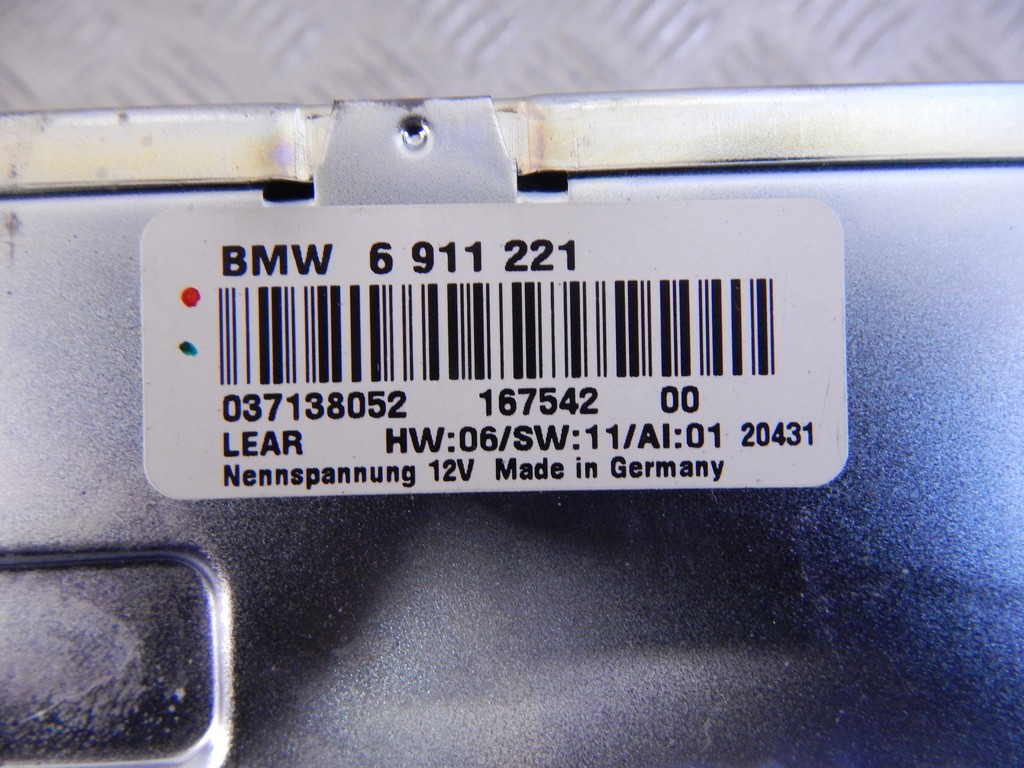 BMW 6 911 221
037138052 167542 00
LEAR HW:06/SW:11/AI:01 20431
Nennspannung 12V Made in Germany